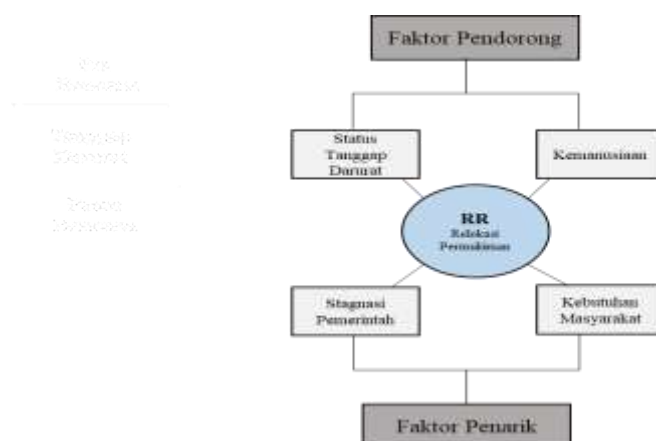 Faktor Pendorong
Status
Tanggap
Darurat
Kemanusiaan
RR
Relokasi
Permukiman
Stagnasi
Pemerintah
Kebutuhan
Masyarakat
Faktor Penarik